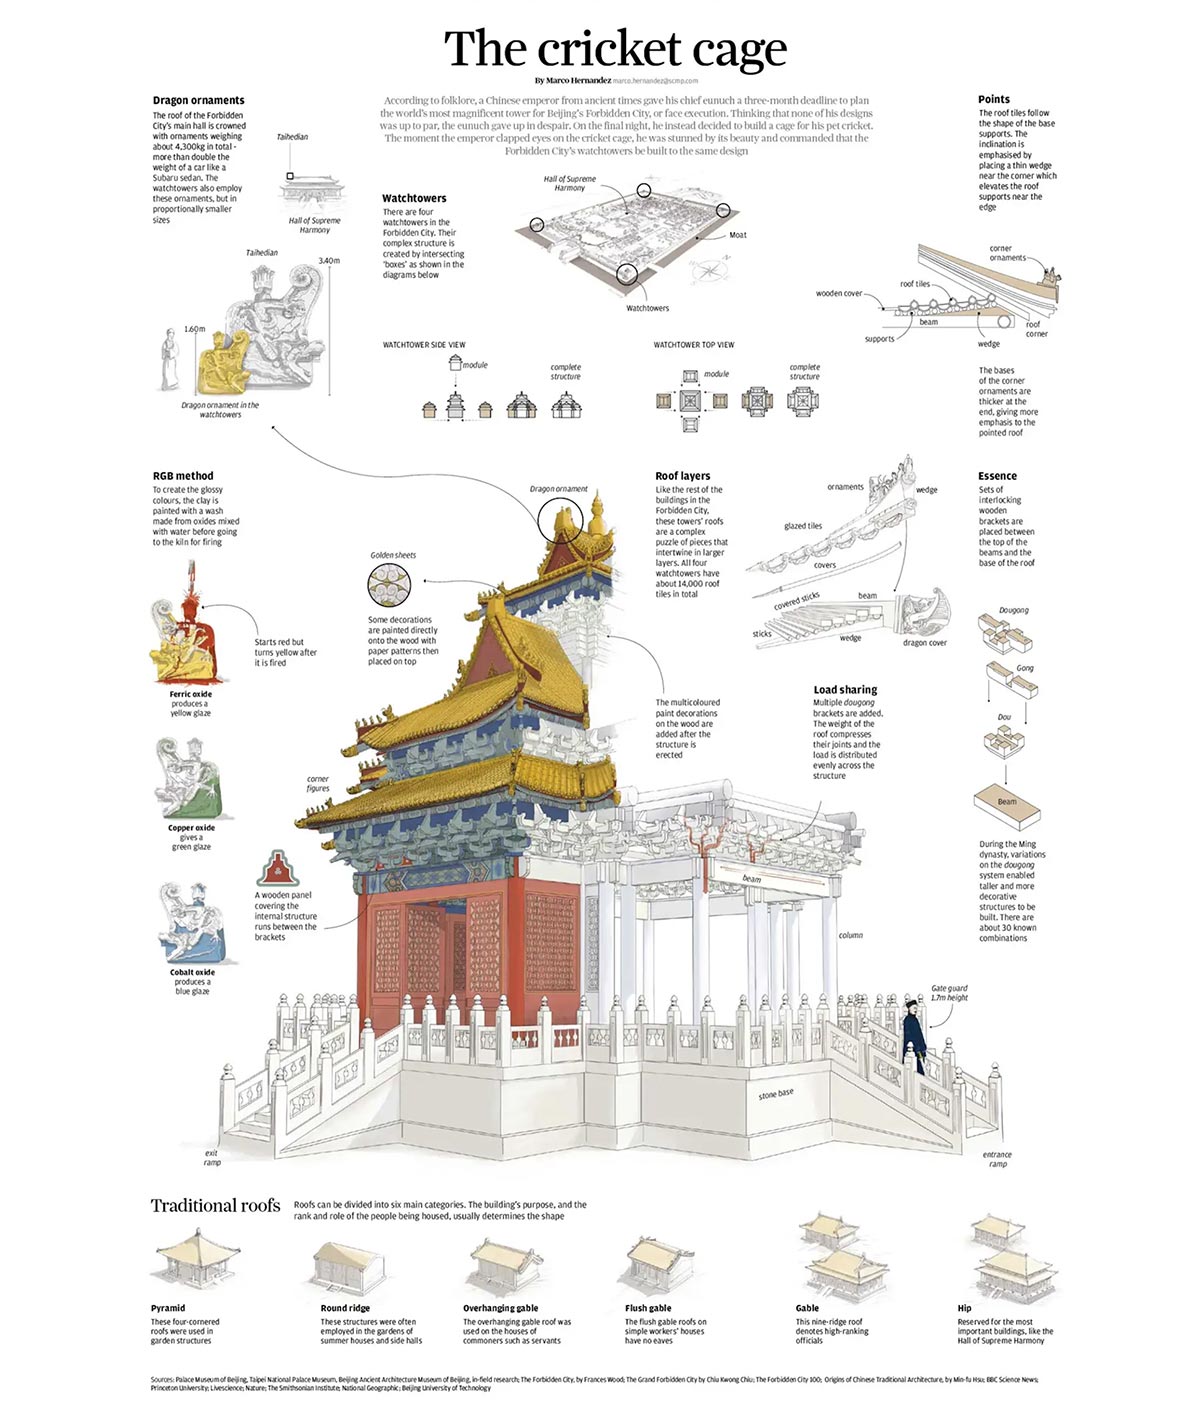 The cricket cage
By Marco Hernandez marco.hernandez@scmp.com
According to folklore, a Chinese emperor from ancient times gave his chief eunuch a three-month deadline to plan
the world's most magnificent tower for Beijing's Forbidden City, or face execution. Thinking that none of his designs
was up to par, the eunuch gave up in despair. On the final night, he instead decided to build a cage for his pet cricket.
The moment the emperor clapped eyes on the cricket cage, he was stunned by its beauty and commanded that the
Forbidden City's watchtowers be built to the same design
Dragon ornaments
The roof of the Forbidden
City's main hall is crowned
with ornaments weighing
about 4,300kg in total -
more than double the
weight of a car like a
Subaru sedan. The
watchtowers also employ
these ornaments, but in
proportionally smaller
sizes
Taihedian
Hall of Supreme
Harmony
Taihedian
3.40m
1.60m
Dragon ornament in the
watchtowers
Watchtowers
There are four
watchtowers in the
Forbidden City. Their
complex structure is
created by intersecting
'boxes' as shown in the
diagrams below
Hall of Supreme
Harmony
Moat
Watchtowers
WATCHTOWER SIDE VIEW
module
complete
structure
WATCHTOWER TOP VIEW
module
complete
structure
Points
The roof tiles follow
the shape of the base
supports. The
inclination is
emphasised by
placing a thin wedge
near the corner which
elevates the roof
supports near the
edge
corner
ornaments
roof tiles
wooden cover
beam
supports
wedge
roof
corner
The bases
of the corner
ornaments are
thicker at the
end, giving more
emphasis to the
pointed roof
RGB method
To create the glossy
colours, the clay is
painted with a wash
made from oxides mixed
with water before going
to the kiln for firing
Starts red but
turns yellow after
it is fired
Ferric oxide
produces a
yellow glaze
Copper oxide
gives a
green glaze
Cobalt oxide
produces a
blue glaze
Dragon ornament
Golden sheets
Some decorations
are painted directly
onto the wood with
paper patterns then
placed on top
corner
figures
A wooden panel
covering the
internal structure
runs between the
brackets
Roof layers
Like the rest of the
buildings in the
Forbidden City,
these towers' roofs
are a complex
puzzle of pieces that
intertwine in larger
layers. All four
watchtowers have
about 14,000 roof
tiles in total
ornaments
wedge
glazed tiles
covers
covered sticks
beam
sticks
wedge
dragon cover
The multicoloured
paint decorations
on the wood are
added after the
structure is
erected
Load sharing
Multiple dougong
brackets are added.
The weight of the
roof compresses
their joints and the
load is distributed
evenly across the
structure
beam
column
Essence
Sets of
interlocking
wooden
brackets are
placed between
the top of the
beams and the
base of the roof
Dougong
Gong
Dou
Beam
During the Ming
dynasty, variations
on the dougong
system enabled
taller and more
decorative
structures to be
built. There are
about 30 known
combinations
Gate guard
1.7m height
stone base
exit
ramp
entrance
ramp
Traditional roofs
Roofs can be divided into six main categories. The building's purpose, and the
rank and role of the people being housed, usually determines the shape
Pyramid
These four-cornered
roofs were used in
garden structures
Round ridge
These structures were often
employed in the gardens of
summer houses and side halls
Overhanging gable
The overhanging gable roof was
used on the houses of
commoners such as servants
Flush gable
The flush gable roofs on
simple workers' houses
have no eaves
Gable
This nine-ridge roof
denotes high-ranking
officials
Hip
Reserved for the most
important buildings, like the
Hall of Supreme Harmony
Sources: Palace Museum of Beijing, Taipei National Palace Museum, Beijing Ancient Architecture Museum of Beijing, in-field research; The Forbidden City, by Frances Wood; The Grand Forbidden City by Chiu Kwong Chiu; The Forbidden City 100; Origins of Chinese Traditional Architecture, by Min-fu Hsu; BBC Science News;
Princeton University; Livescience; Nature; The Smithsonian Institute; National Geographic; Beijing University of Technology